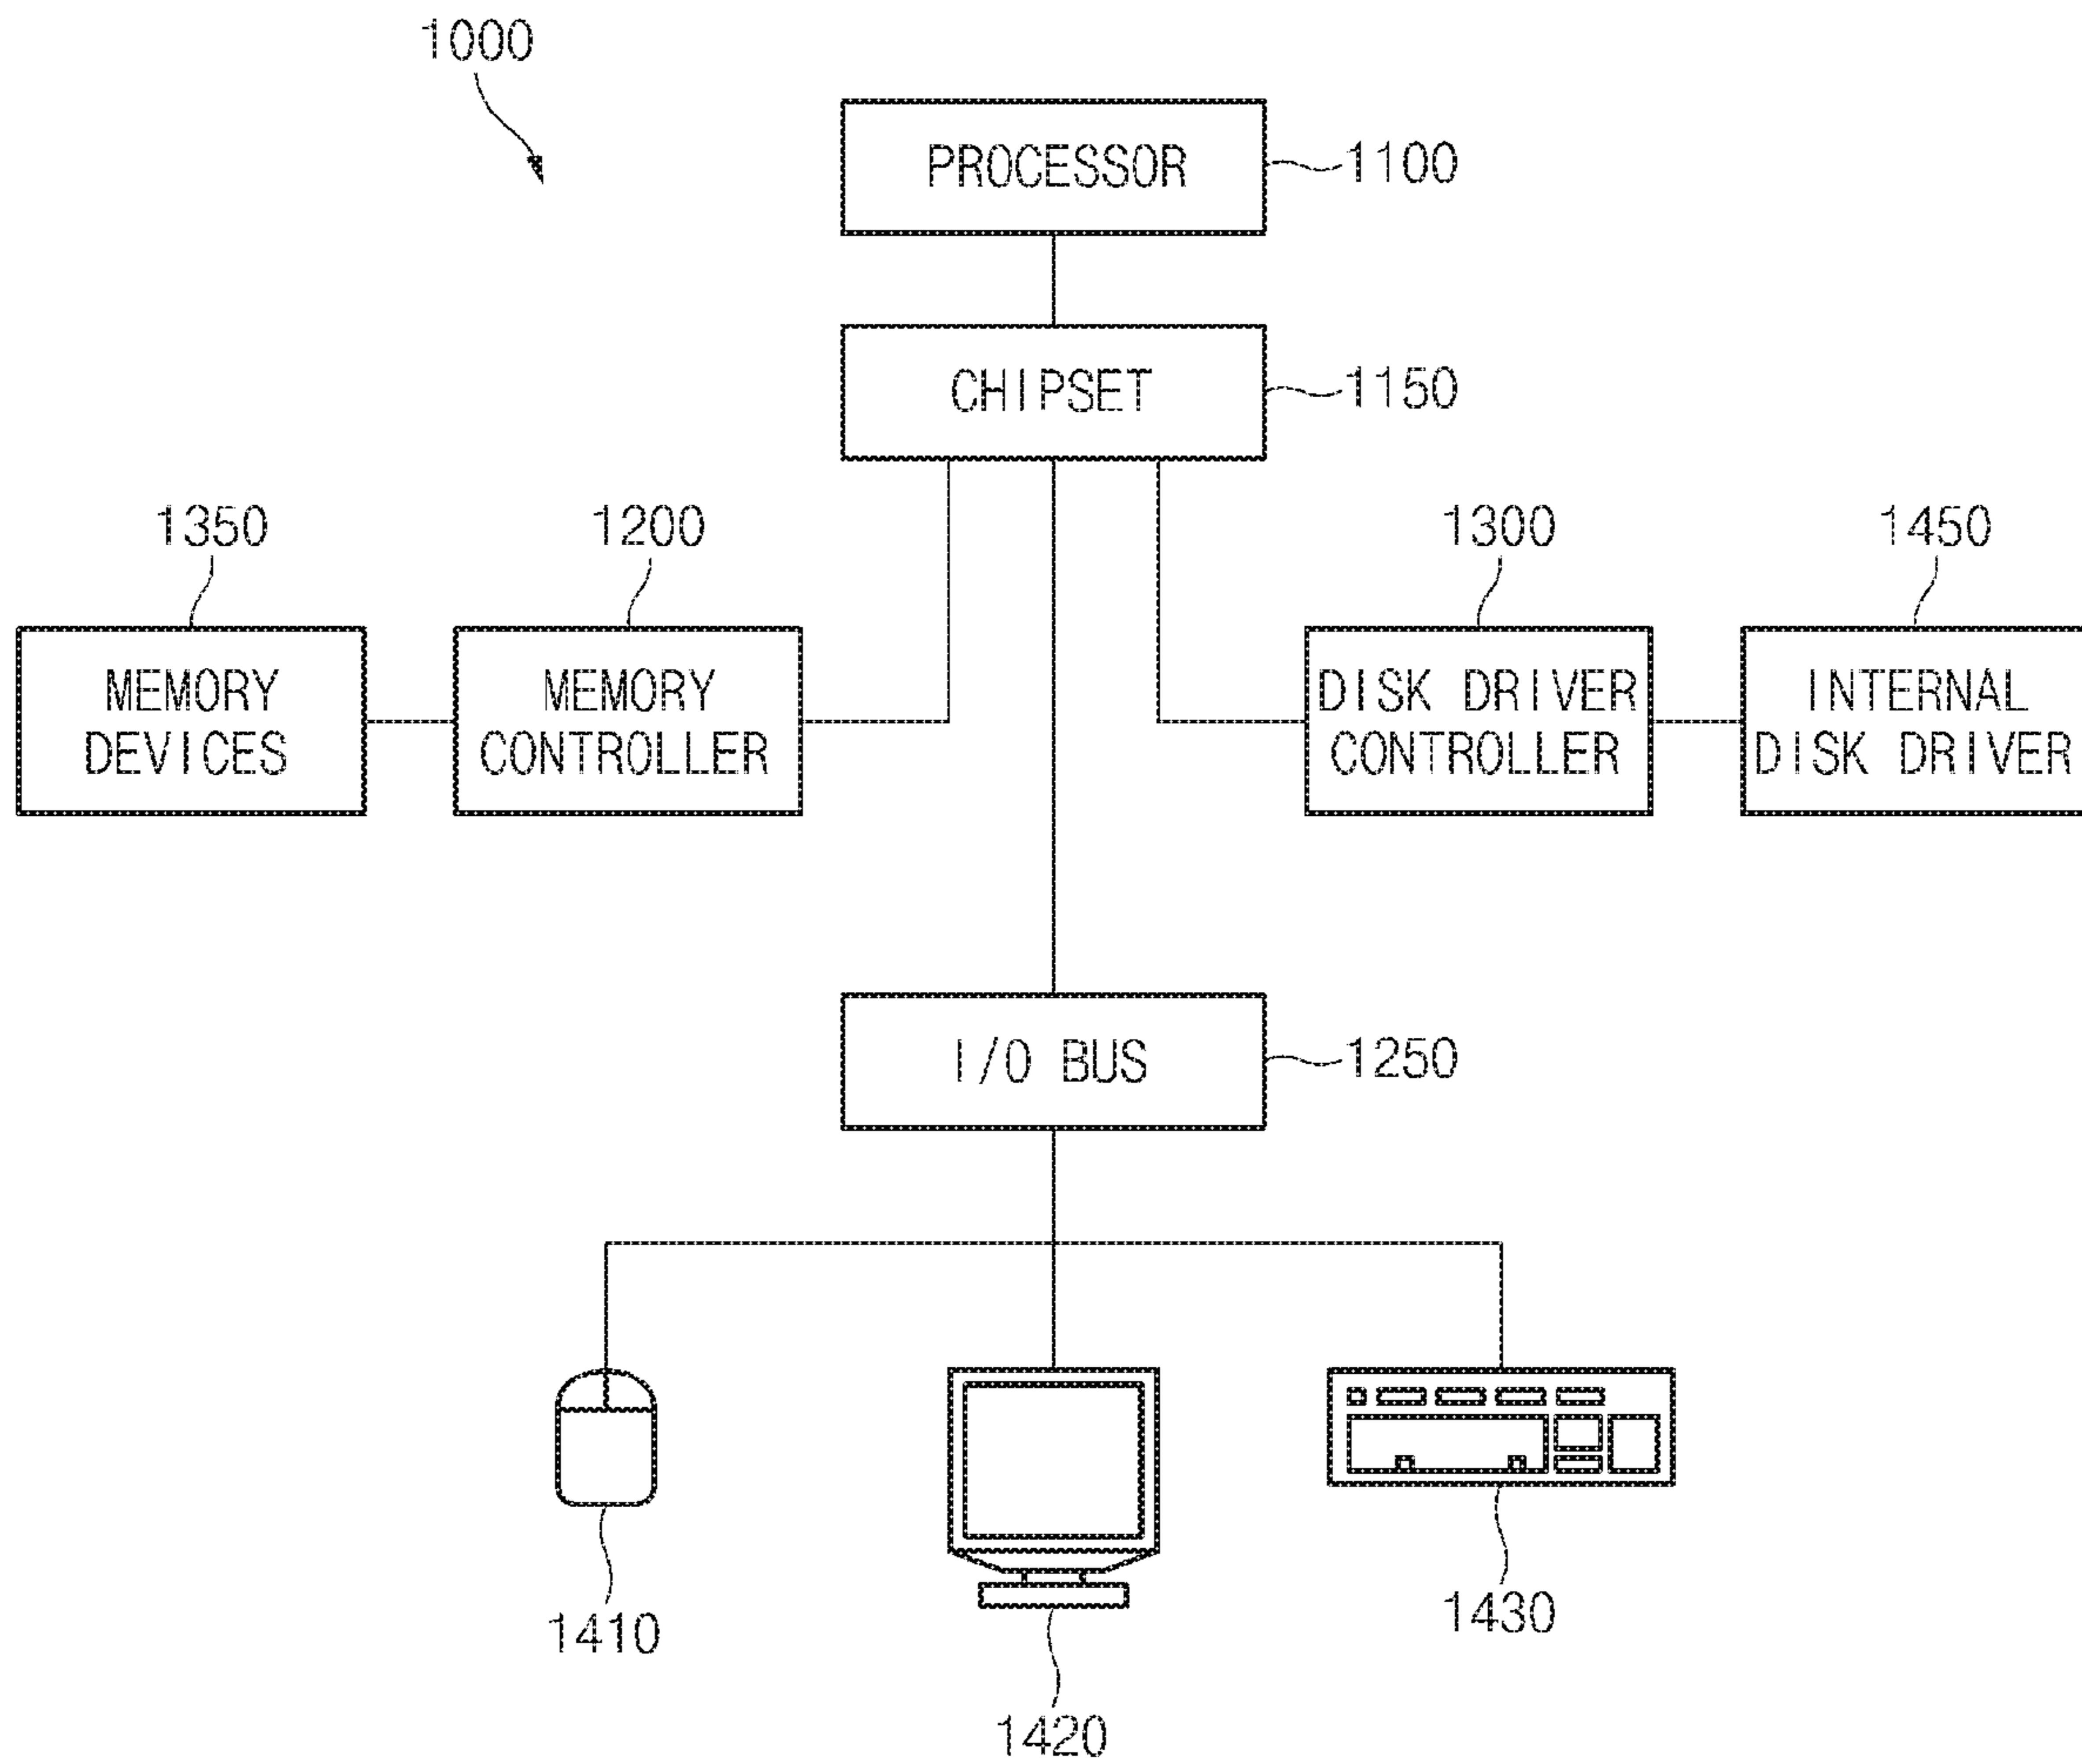 1000
PROCESSOR
1100
CHIPSET
1150
1350
1200
1300
1450
MEMORY
DEVICES
MEMORY
CONTROLLER
DISK DRIVER
CONTROLLER
INTERNAL
DISK DRIVER
I/O BUS
1250
1410
1420
1430